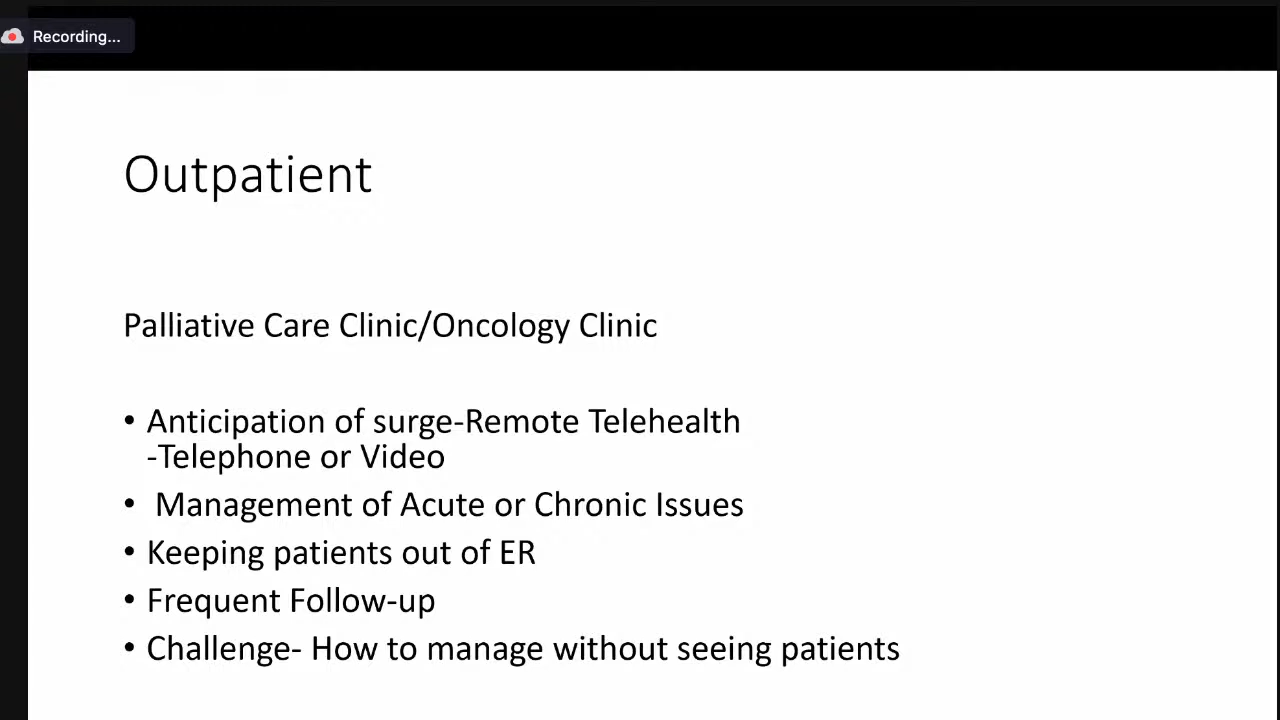 Recording...
Outpatient
Palliative Care Clinic/Oncology Clinic
• Anticipation of surge-Remote Telehealth
-Telephone or Video
• Management of Acute or Chronic Issues
• Keeping patients out of ER
• Frequent Follow-up
• Challenge- How to manage without seeing patients